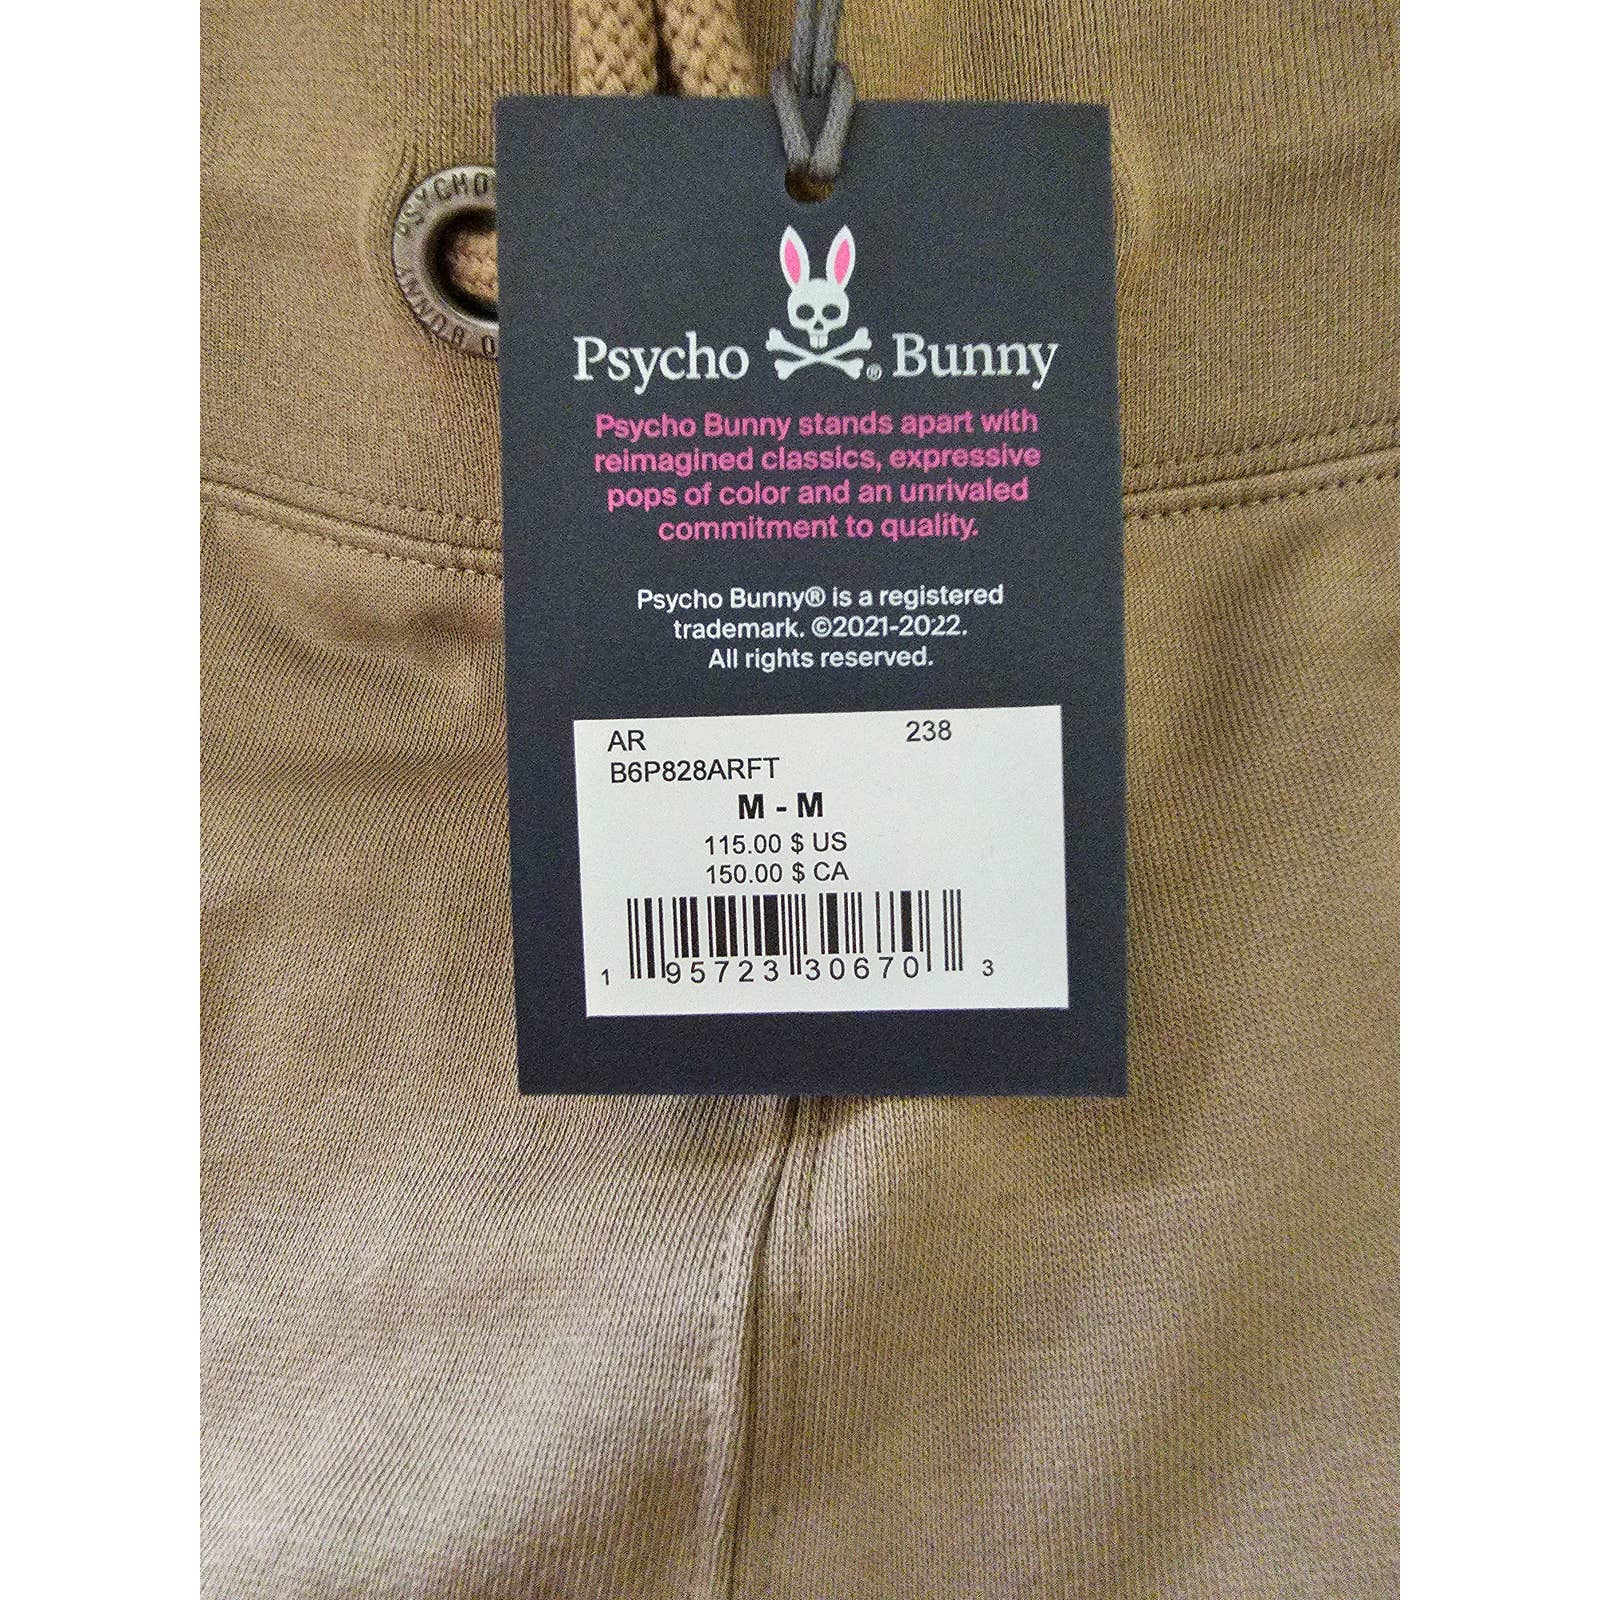 PSYCHO
BUNNY
Psycho ® Bunny
Psycho Bunny stands apart with
reimagined classics, expressive
pops of color and an unrivaled
commitment to quality.
Psycho Bunny® is a registered
trademark. ©2021-2022.
All rights reserved.
AR 238
B6P828ARFT
M - M
115.00 $ US
150.00 $ CA
1 95723 30670 3